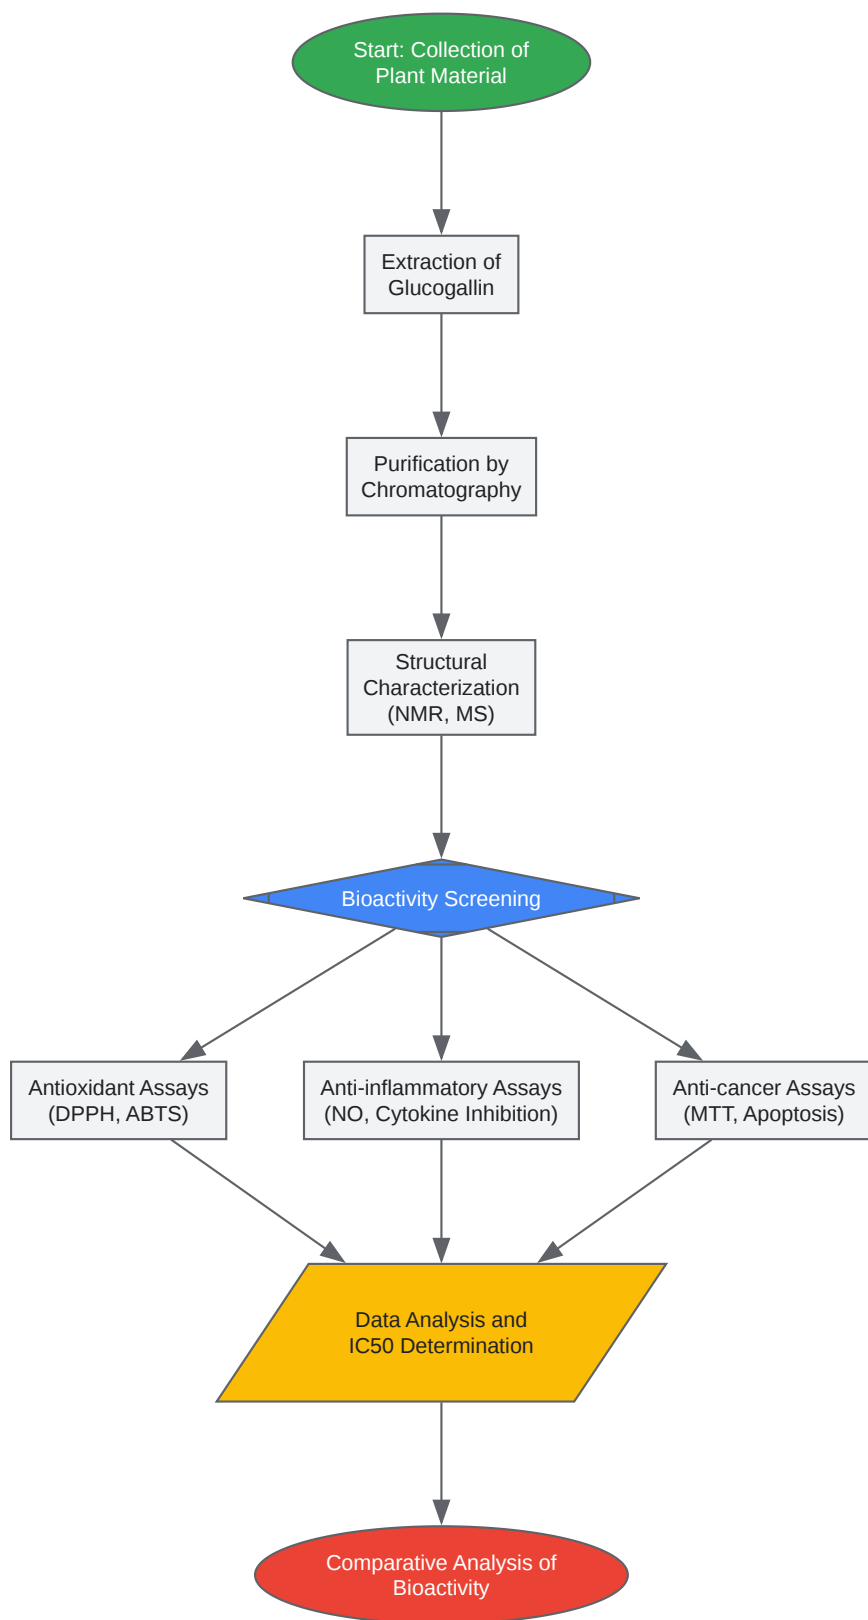 Start: Collection of
Plant Material
Extraction of
Glucogallin
Purification by
Chromatography
Structural
Characterization
(NMR, MS)
Bioactivity Screening
Antioxidant Assays
(DPPH, ABTS)
Anti-inflammatory Assays
(NO, Cytokine Inhibition)
Anti-cancer Assays
(MTT, Apoptosis)
Data Analysis and
IC50 Determination
Comparative Analysis of
Bioactivity